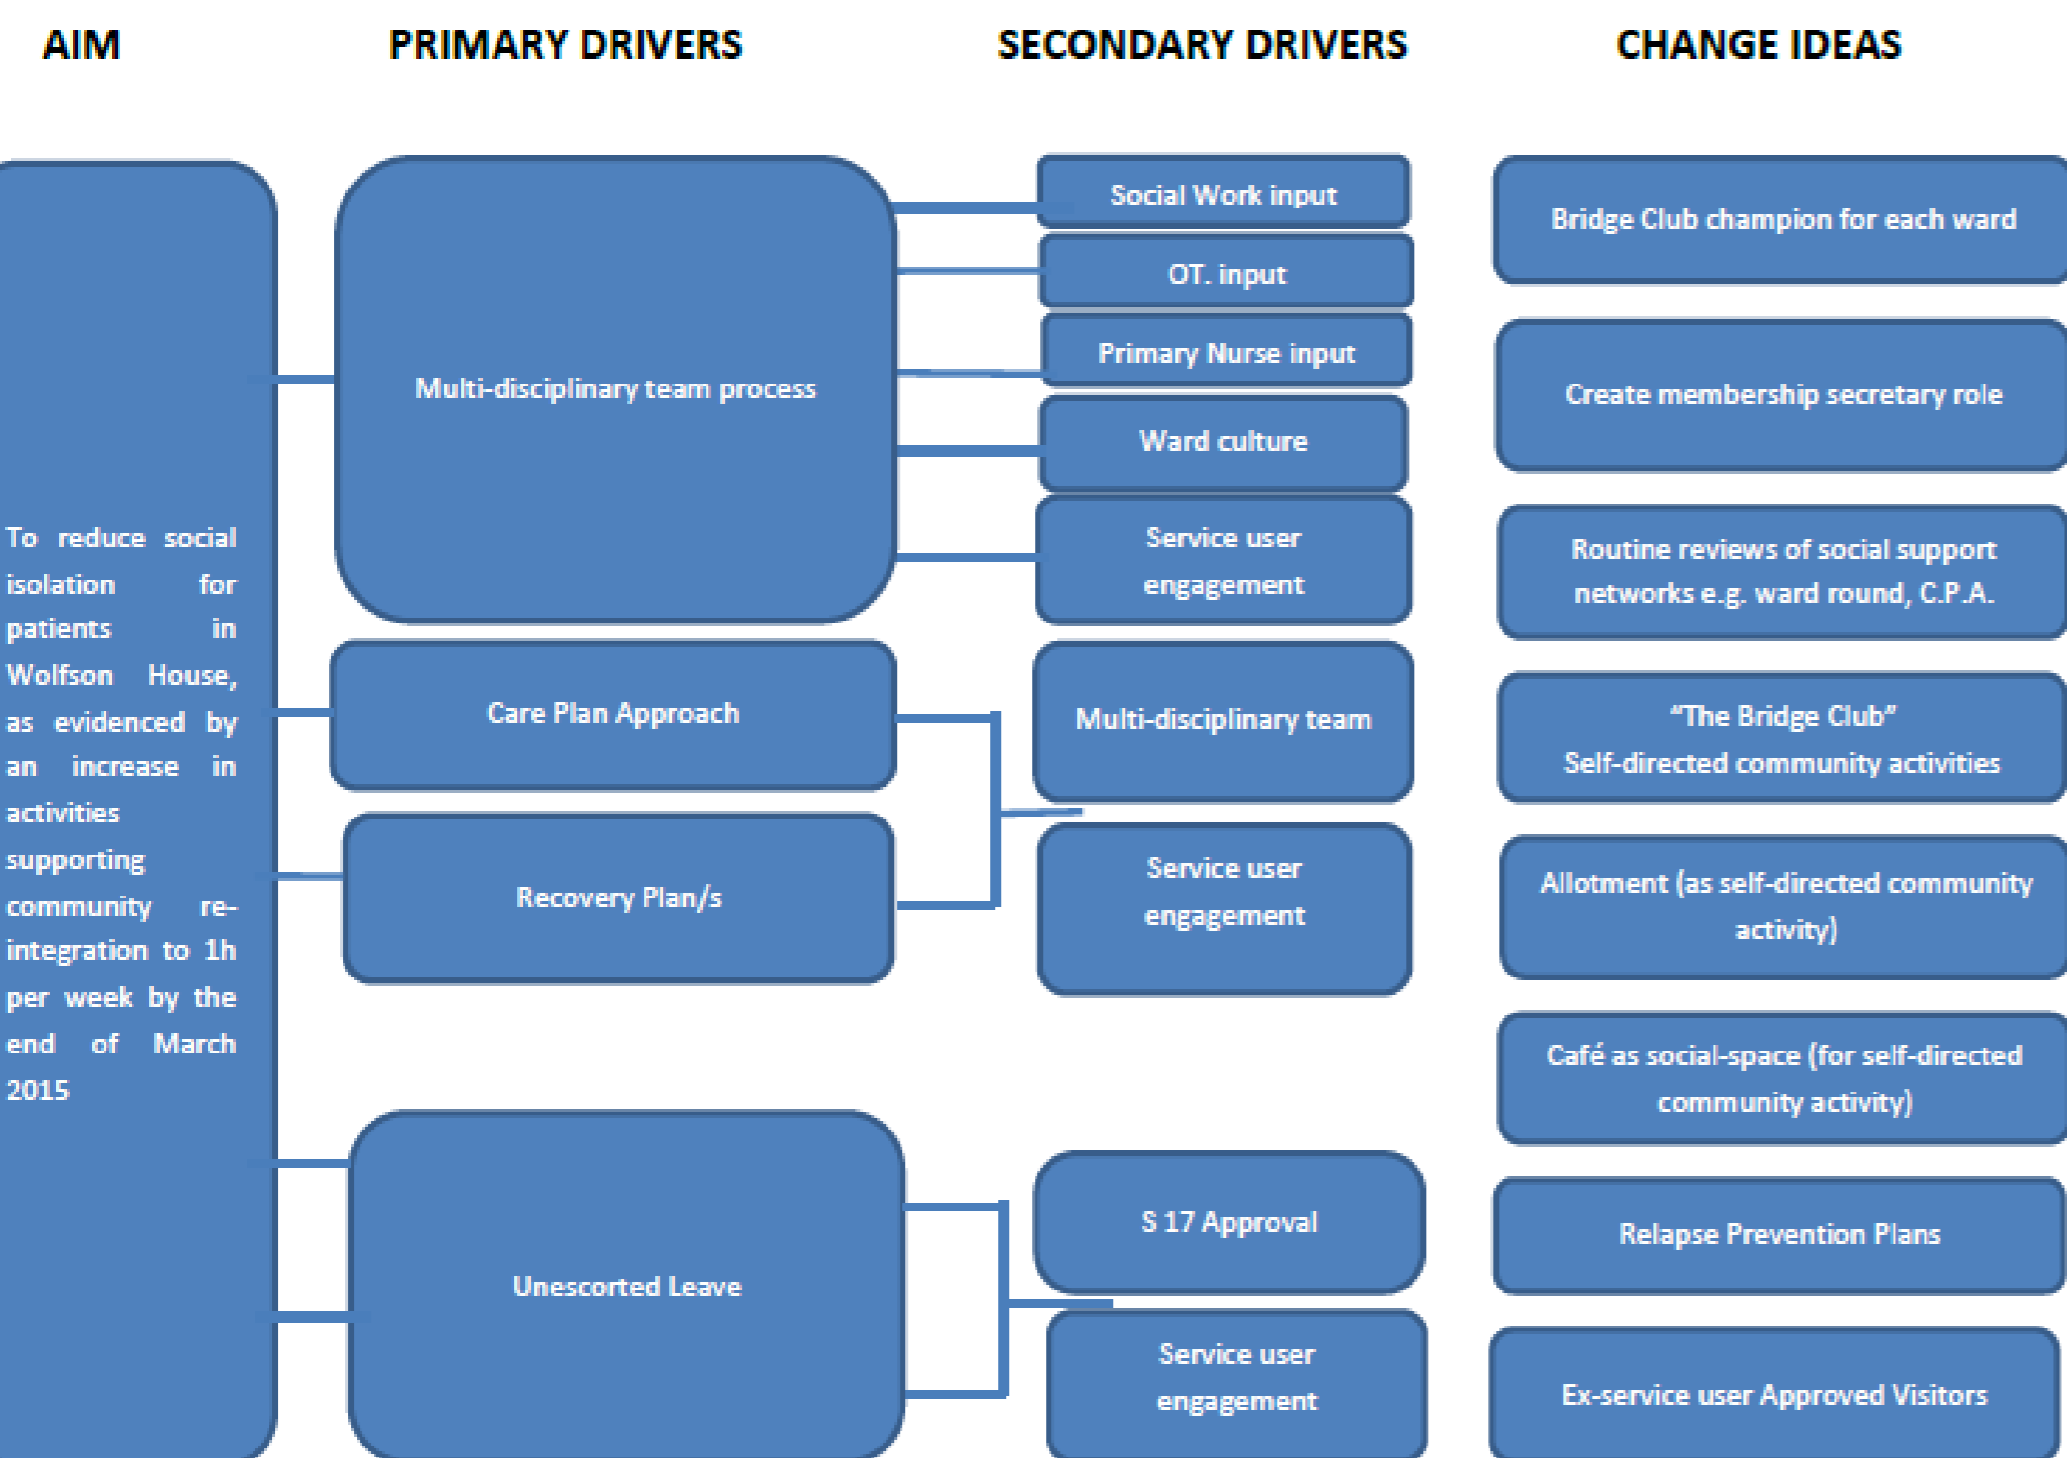 AIM
PRIMARY DRIVERS
SECONDARY DRIVERS
CHANGE IDEAS
To reduce social
isolation for
patients in
Wolfson House,
as evidenced by
an increase in
activities
supporting
community re-
integration to 1h
per week by the
end of March
2015
Multi-disciplinary team process
Care Plan Approach
Recovery Plan/s
Unescorted Leave
Social Work input
OT. input
Primary Nurse input
Ward culture
Service user
engagement
Multi-disciplinary team
Service user
engagement
S 17 Approval
Service user
engagement
Bridge Club champion for each ward
Create membership secretary role
Routine reviews of social support
networks e.g. ward round, C.P.A.
“The Bridge Club”
Self-directed community activities
Allotment (as self-directed community
activity)
Café as social-space (for self-directed
community activity)
Relapse Prevention Plans
Ex-service user Approved Visitors